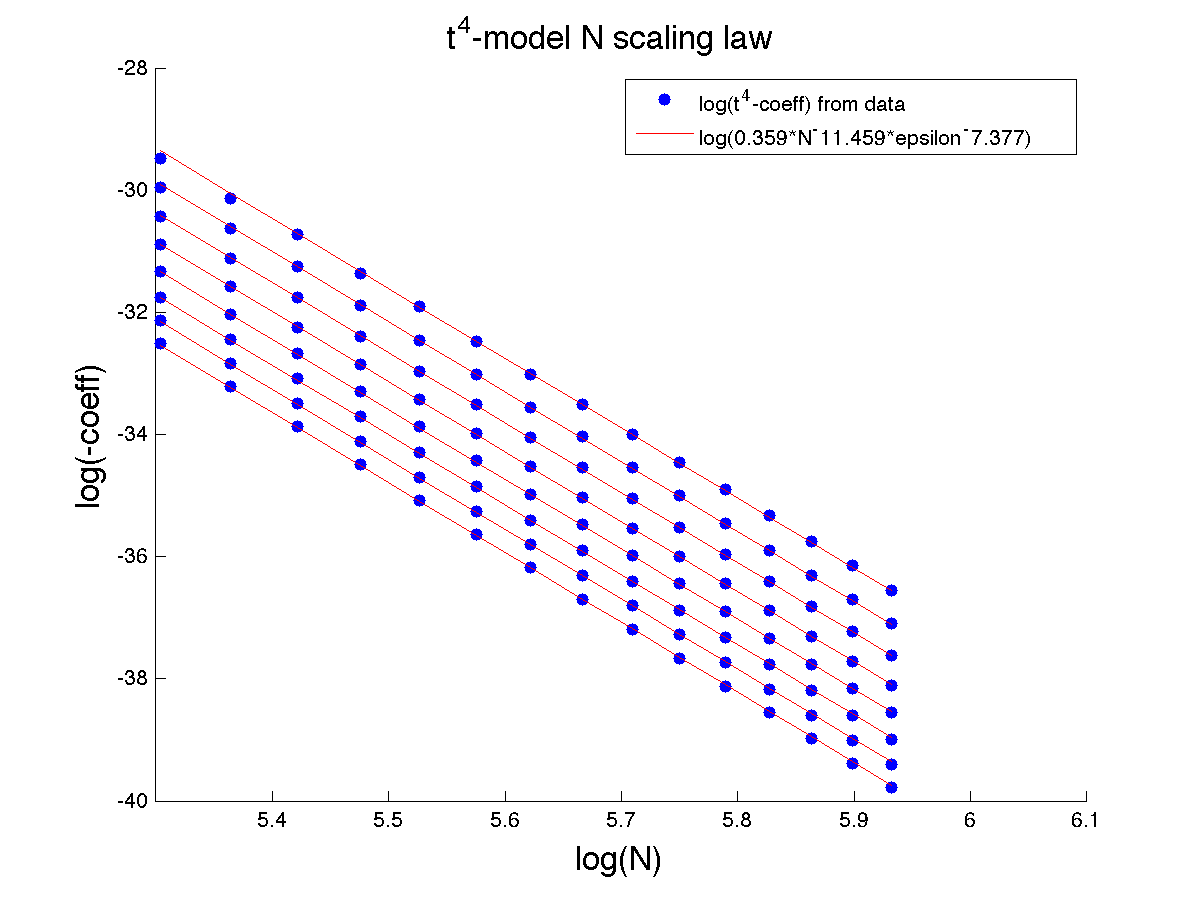 t⁴-model N scaling law
log(t⁴-coeff) from data
log(0.359*N⁻11.459*epsilon⁻7.377)
log(-coeff)
-28
-30
-32
-34
-36
-38
-40
5.4 5.5 5.6 5.7 5.8 5.9 6 6.1
log(N)